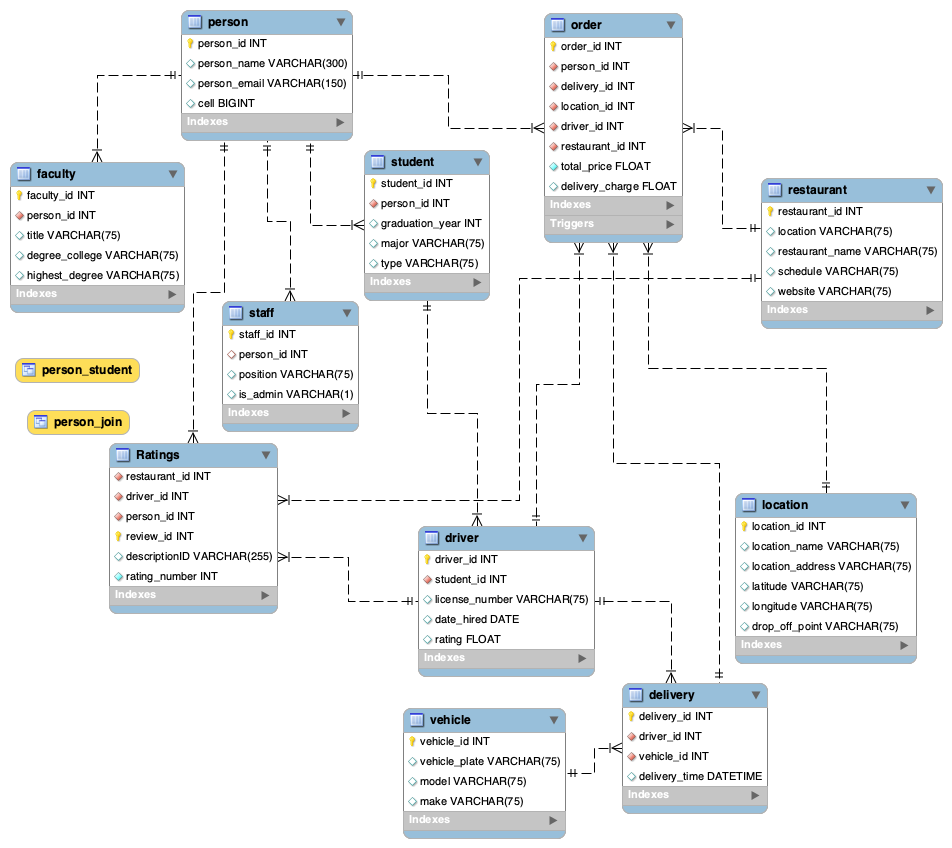 person
person_id INT
person_name VARCHAR(300)
person_email VARCHAR(150)
cell BIGINT
Indexes
order
order_id INT
person_id INT
delivery_id INT
location_id INT
driver_id INT
restaurant_id INT
total_price FLOAT
delivery_charge FLOAT
Indexes
Triggers
faculty
faculty_id INT
person_id INT
title VARCHAR(75)
degree_college VARCHAR(75)
highest_degree VARCHAR(75)
Indexes
student
student_id INT
person_id INT
graduation_year INT
major VARCHAR(75)
type VARCHAR(75)
Indexes
restaurant
restaurant_id INT
location VARCHAR(75)
restaurant_name VARCHAR(75)
schedule VARCHAR(75)
website VARCHAR(75)
Indexes
staff
staff_id INT
person_id INT
position VARCHAR(75)
is_admin VARCHAR(1)
Indexes
person_student
person_join
Ratings
restaurant_id INT
driver_id INT
person_id INT
review_id INT
descriptionID VARCHAR(255)
rating_number INT
Indexes
driver
driver_id INT
student_id INT
license_number VARCHAR(75)
date_hired DATE
rating FLOAT
Indexes
location
location_id INT
location_name VARCHAR(75)
location_address VARCHAR(75)
latitude VARCHAR(75)
longitude VARCHAR(75)
drop_off_point VARCHAR(75)
Indexes
vehicle
vehicle_id INT
vehicle_plate VARCHAR(75)
model VARCHAR(75)
make VARCHAR(75)
Indexes
delivery
delivery_id INT
driver_id INT
vehicle_id INT
delivery_time DATETIME
Indexes